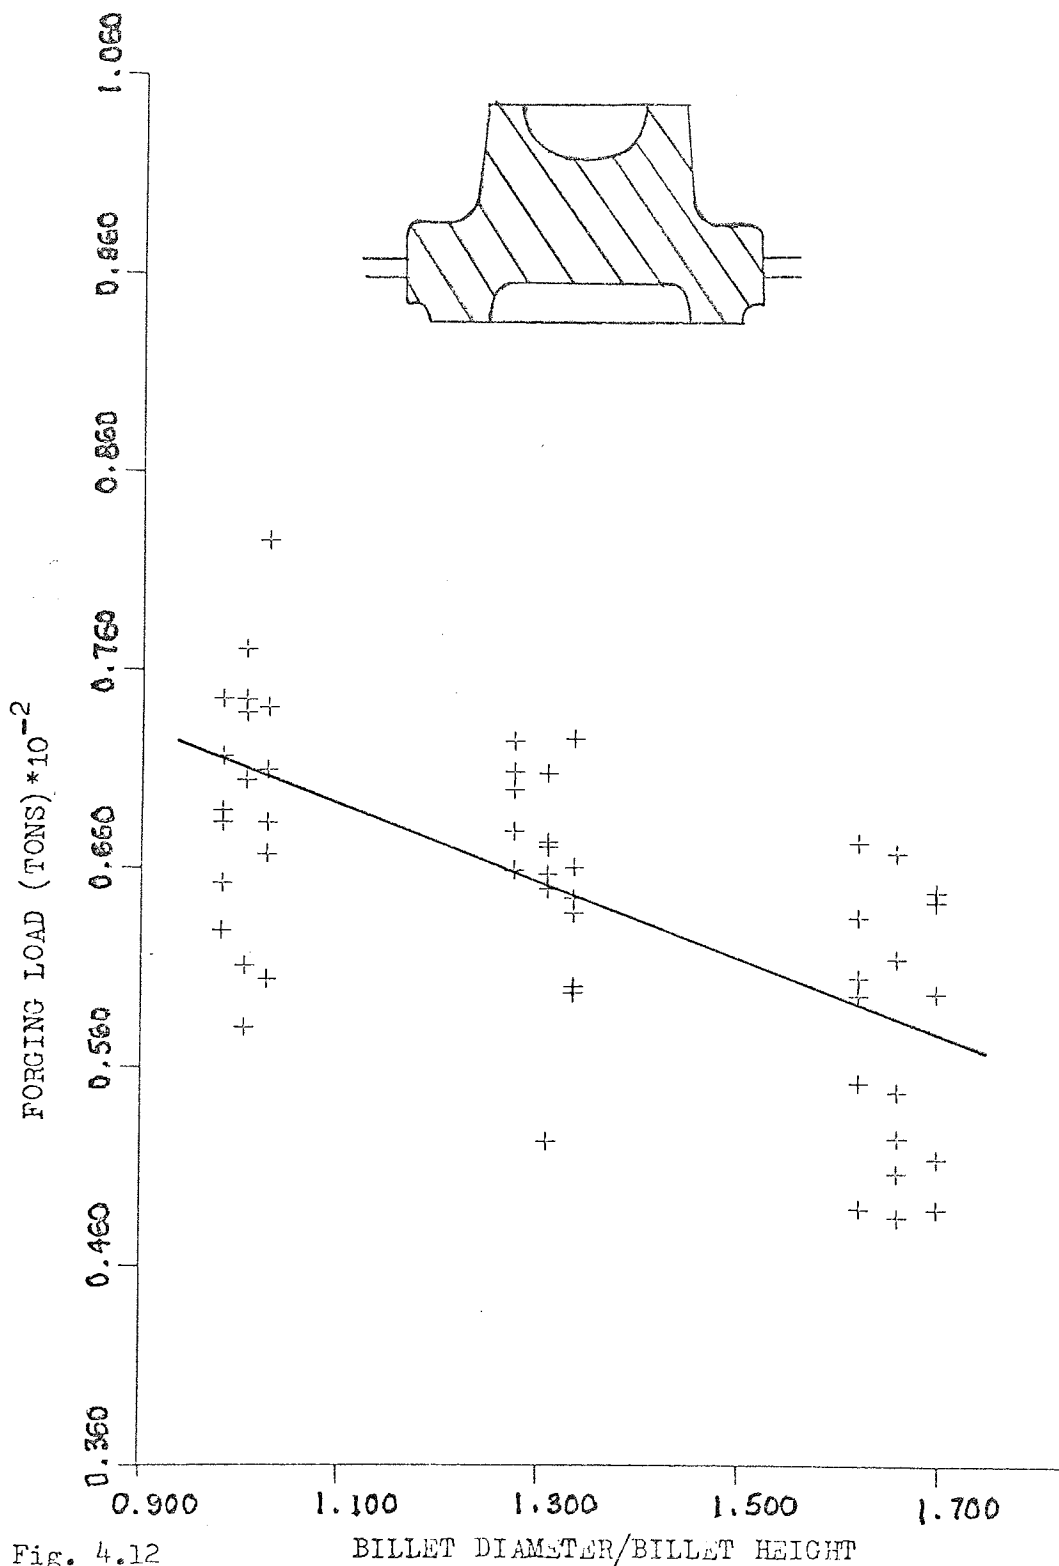 1.060
0.960
0.860
0.760
0.660
0.560
0.460
0.360
FORGING LOAD (TONS)*10-2
0.900 1.100 1.300 1.500 1.700
Fig. 4.12 BILLET DIAMETER/BILLET HEIGHT